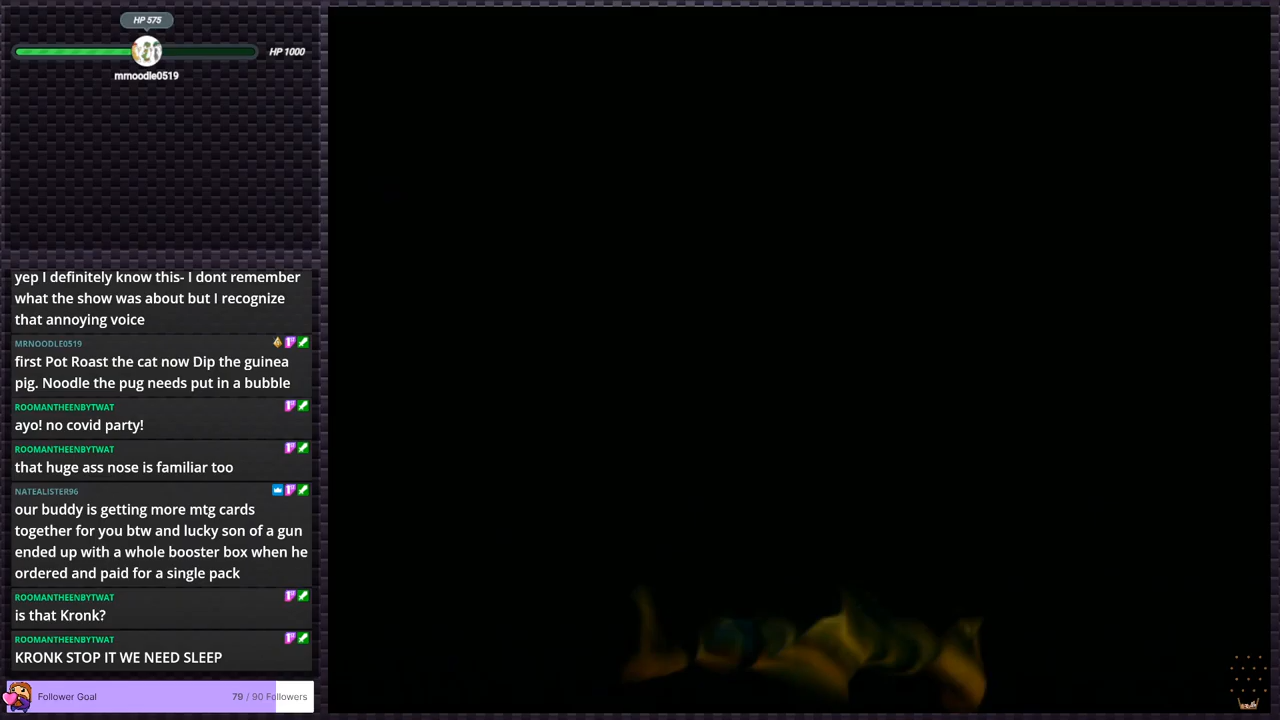 HP 575
HP 1000
mrnoodle0519
yep I definitely know this- I dont remember
what the show was about but I recognize
that annoying voice
MRNOODLE0519
first Pot Roast the cat now Dip the guinea
pig. Noodle the pug needs put in a bubble
ROOMANTHEENBYTWAT
ayo! no covid party!
ROOMANTHEENBYTWAT
that huge ass nose is familiar too
NATEALISTER96
our buddy is getting more mtg cards
together for you btw and lucky son of a gun
ended up with a whole booster box when he
ordered and paid for a single pack
ROOMANTHEENBYTWAT
is that Kronk?
ROOMANTHEENBYTWAT
KRONK STOP IT WE NEED SLEEP
Follower Goal
79 / 90 Followers